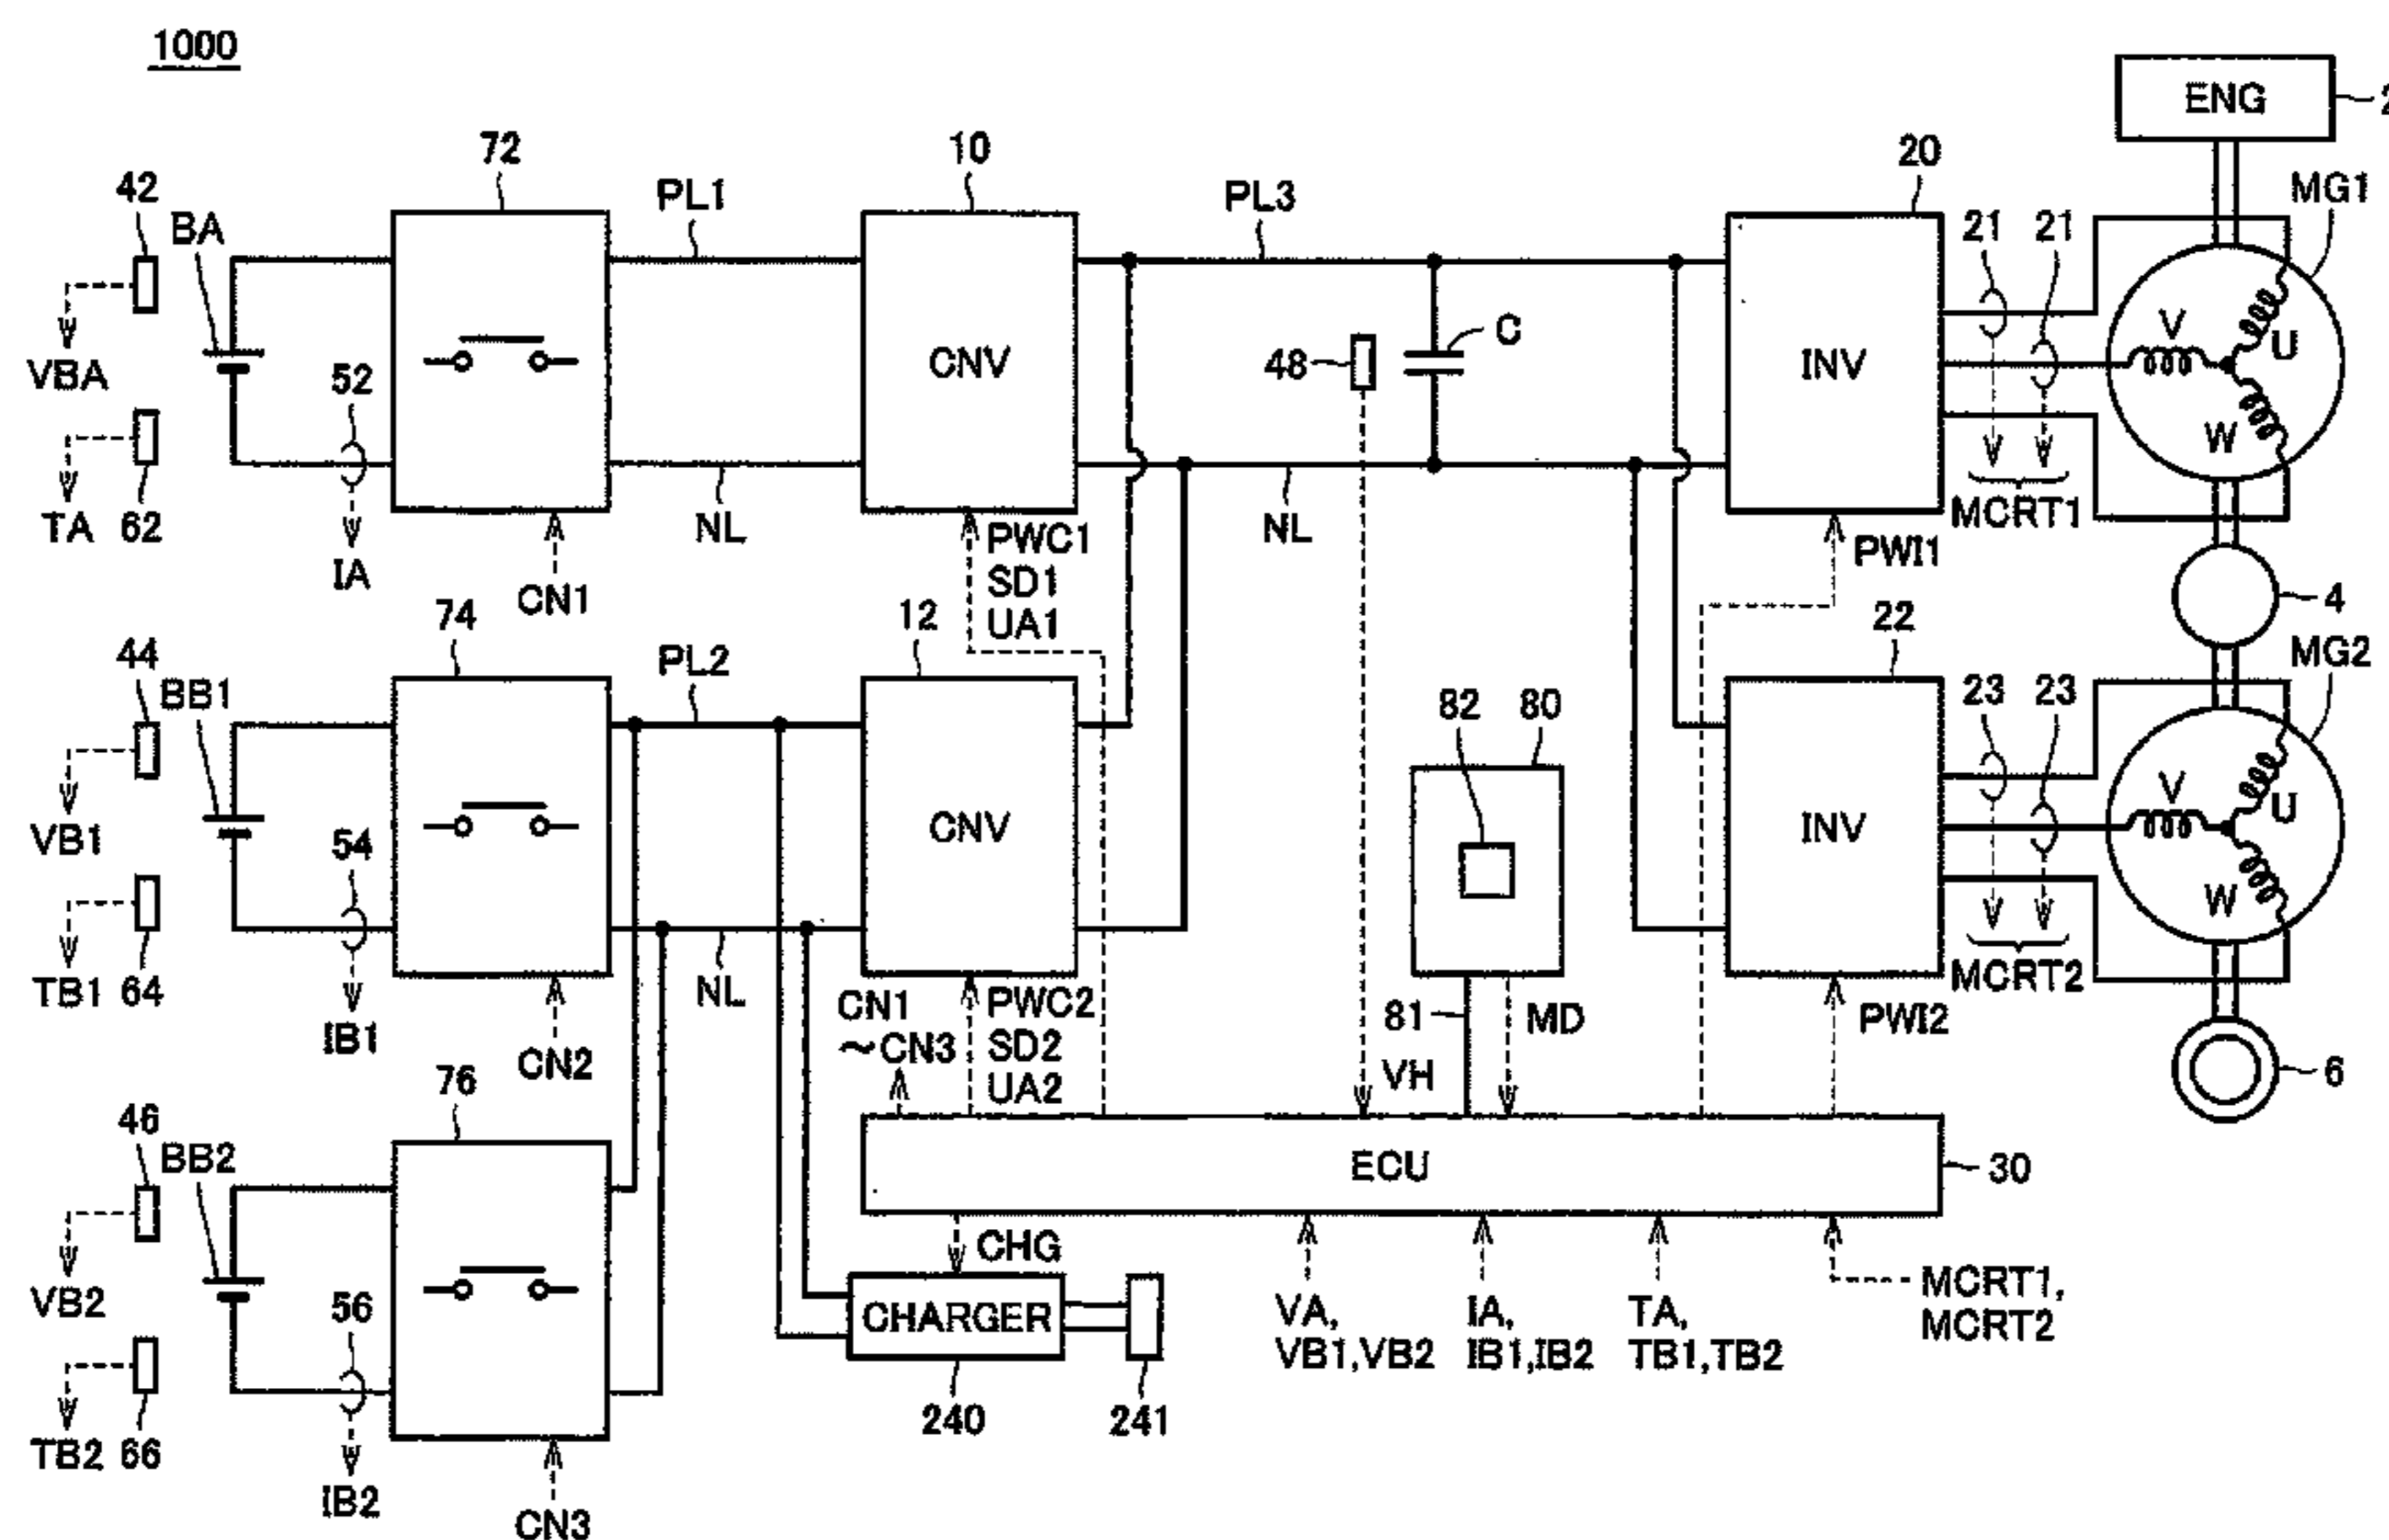 1000
ENG
2
72
10
20
MG1
42
BA
PL1
PL3
21
21
VBA
52
CNV
48
C
INV
V
U
W
TA
62
IA
NL
NL
MCRT1
CN1
PWC1
SD1
UA1
PWI1
4
74
12
22
MG2
44
BB1
PL2
82
80
23
23
VB1
54
CNV
INV
V
U
W
TB1
64
IB1
NL
MCRT2
CN2
CN1
~CN3
PWC2
SD2
UA2
VH
81
MD
PWI2
6
76
46
BB2
ECU
30
VB2
56
CHG
CHARGER
240
241
VA,
VB1,VB2
IA,
IB1,IB2
TA,
TB1,TB2
MCRT1,
MCRT2
TB2
66
IB2
CN3